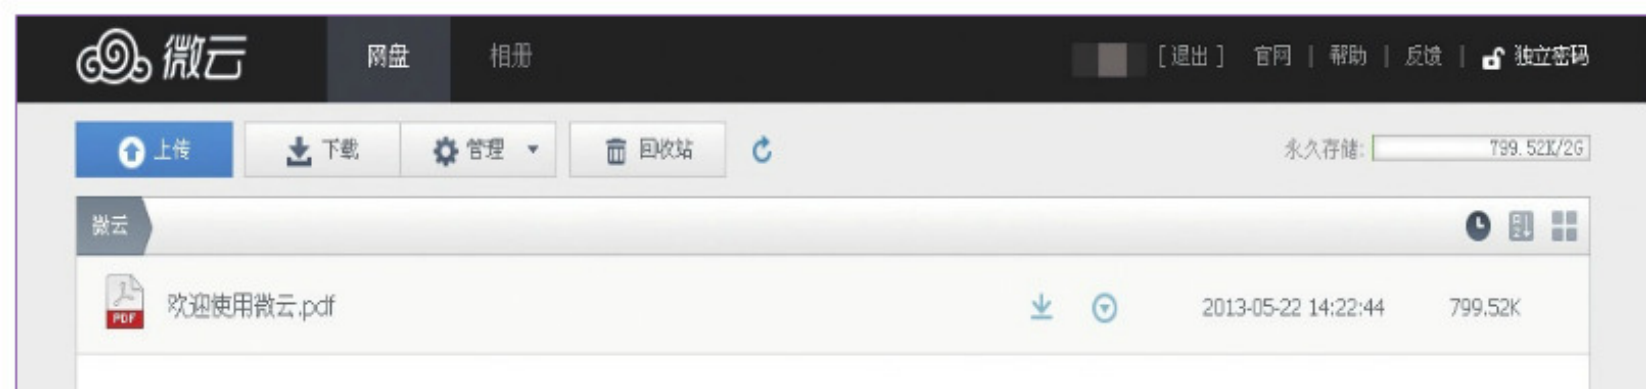 微云 网盘 相册 [退出] 官网 | 帮助 | 反馈 | 独立密码
上传 下载 管理 回收站 永久存储: 799.52K/2G
微云
欢迎使用微云.pdf 2013-05-22 14:22:44 799.52K